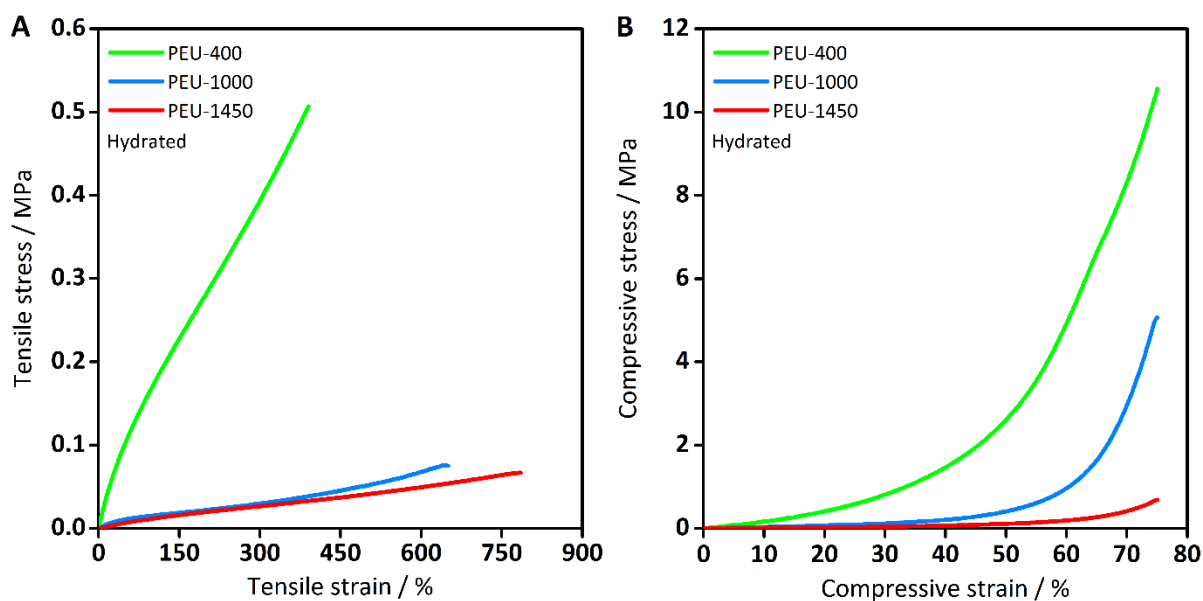 A
PEU-400
PEU-1000
PEU-1450
Hydrated
Tensile stress / MPa
0.6
0.5
0.4
0.3
0.2
0.1
0.0
0 150 300 450 600 750 900
Tensile strain / %
B
PEU-400
PEU-1000
PEU-1450
Hydrated
Compressive stress / MPa
12
10
8
6
4
2
0
0 10 20 30 40 50 60 70 80
Compressive strain / %